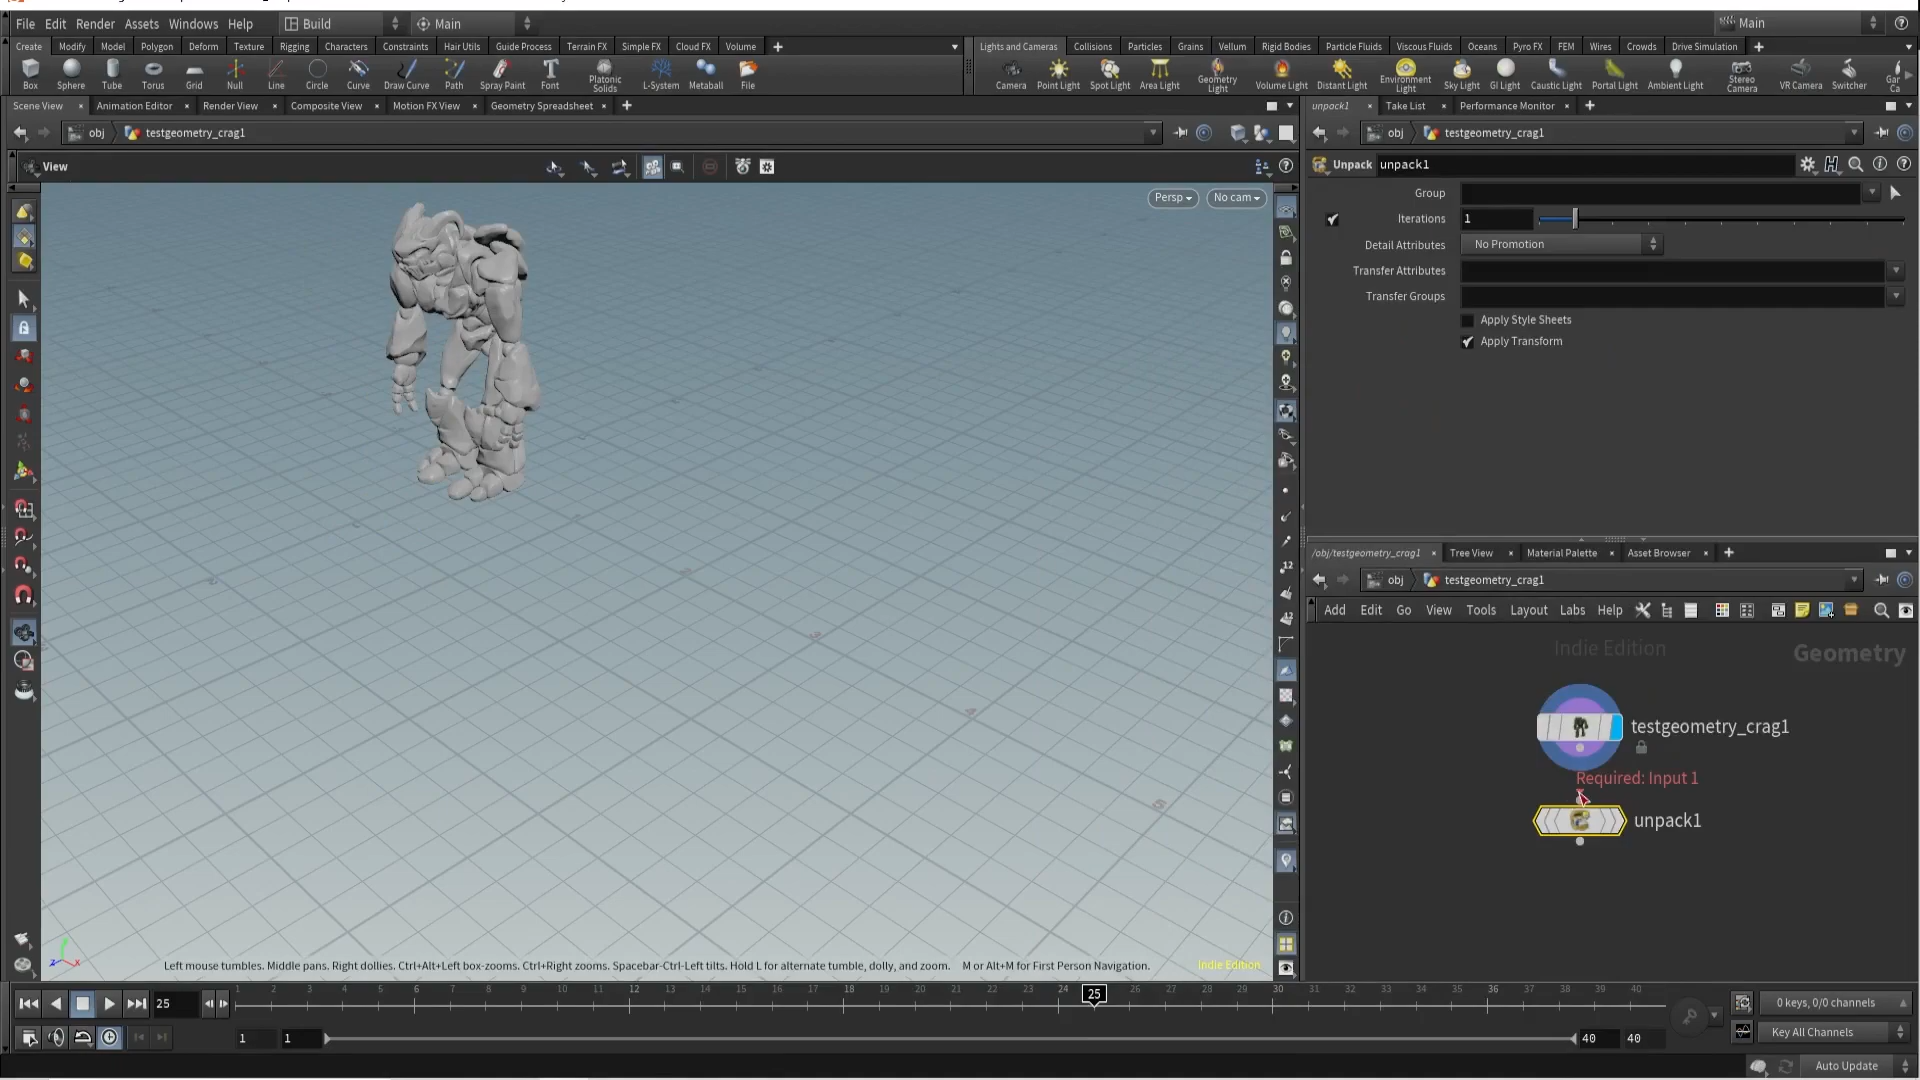 File Edit Render Assets Windows Help Build Main Main
Create Modify Model Polygon Deform Texture Rigging Characters Constraints Hair Utils Guide Process Terrain FX Simple FX Cloud FX Volume
Lights and Cameras Collisions Particles Grains Vellum Rigid Bodies Particle Fluids Viscous Fluids Oceans Pyro FX FEM Wires Crowds Drive Simulation
Box Sphere Tube Torus Grid Null Line Circle Curve Draw Curve Path Spray Paint Font Platonic Solids L-System Metaball File
Camera Point Light Spot Light Area Light Geometry Light Volume Light Distant Light Environment Light Sky Light GI Light Caustic Light Portal Light Ambient Light Stereo Camera VR Camera Switcher
Scene View Animation Editor Render View Composite View Motion FX View Geometry Spreadsheet
unpack1 Take List Performance Monitor
obj testgeometry_crag1
obj testgeometry_crag1
View
Unpack unpack1
Persp No cam
Group
Iterations 1
Detail Attributes No Promotion
Transfer Attributes
Transfer Groups
Apply Style Sheets
Apply Transform
/obj/testgeometry_crag1 Tree View Material Palette Asset Browser
obj testgeometry_crag1
Add Edit Go View Tools Layout Labs Help
Indie Edition
Geometry
testgeometry_crag1
Required: Input 1
unpack1
Left mouse tumbles. Middle pans. Right dollies. Ctrl+Alt+Left box-zooms. Ctrl+Right zooms. Spacebar-Ctrl-Left tilts. Hold L for alternate tumble, dolly, and zoom. M or Alt+M for First Person Navigation.
Indie Edition
25 1 2 3 4 5 6 7 8 9 10 11 12 13 14 15 16 17 18 19 20 21 22 23 24 25 26 27 28 29 30 31 32 33 34 35 36 37 38 39 40
0 keys, 0/0 channels
1 1 40 40
Key All Channels
Auto Update